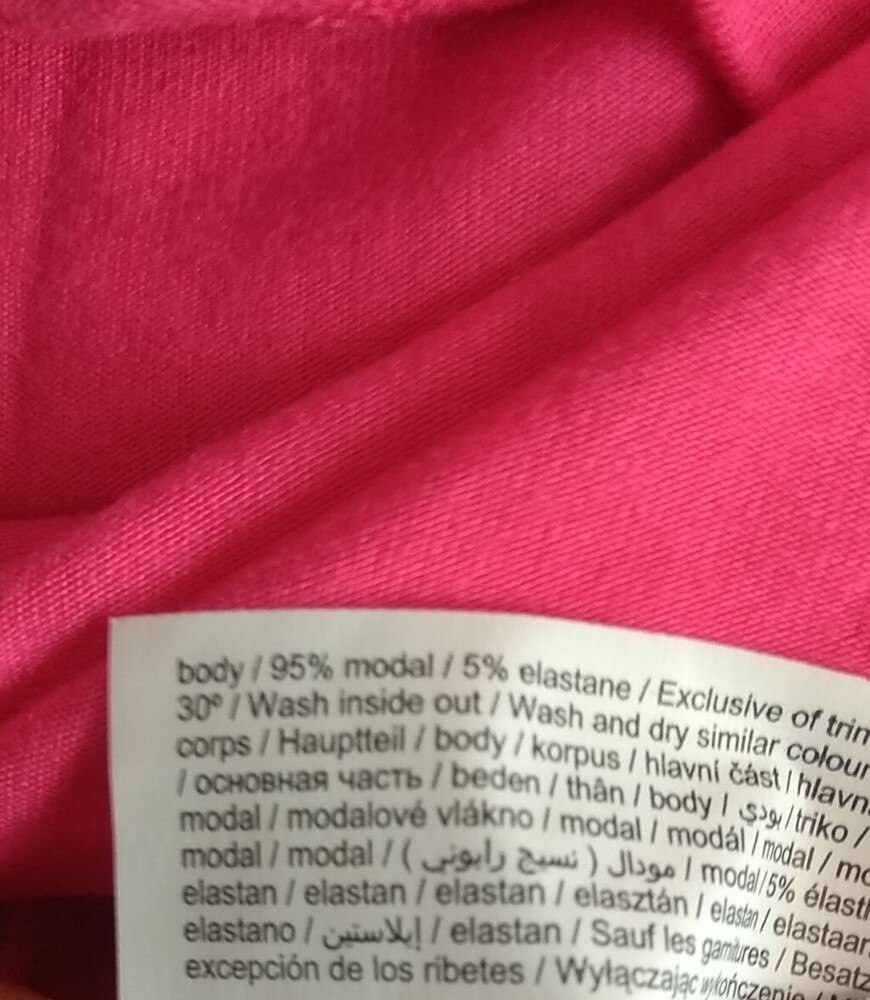 body / 95% modal / 5% elastane / Exclusive of trim
30º / Wash inside out / Wash and dry similar colour
corps / Hauptteil / body / korpus / hlavní část / hlavn
/ основная часть / beden / thân / body / بودي / triko /
modal / modalové vlákno / modal / modál / modal / mo
modal / modal / ( نسيج رايوني ) مودال / modal / 5% élast
elastan / elastan / elastan / elasztán / elastan / elastaan
elastano / إيلاستين / elastan / Sauf les garnitures / Besatz
excepción de los ribetes / Wyłączając wykończenie